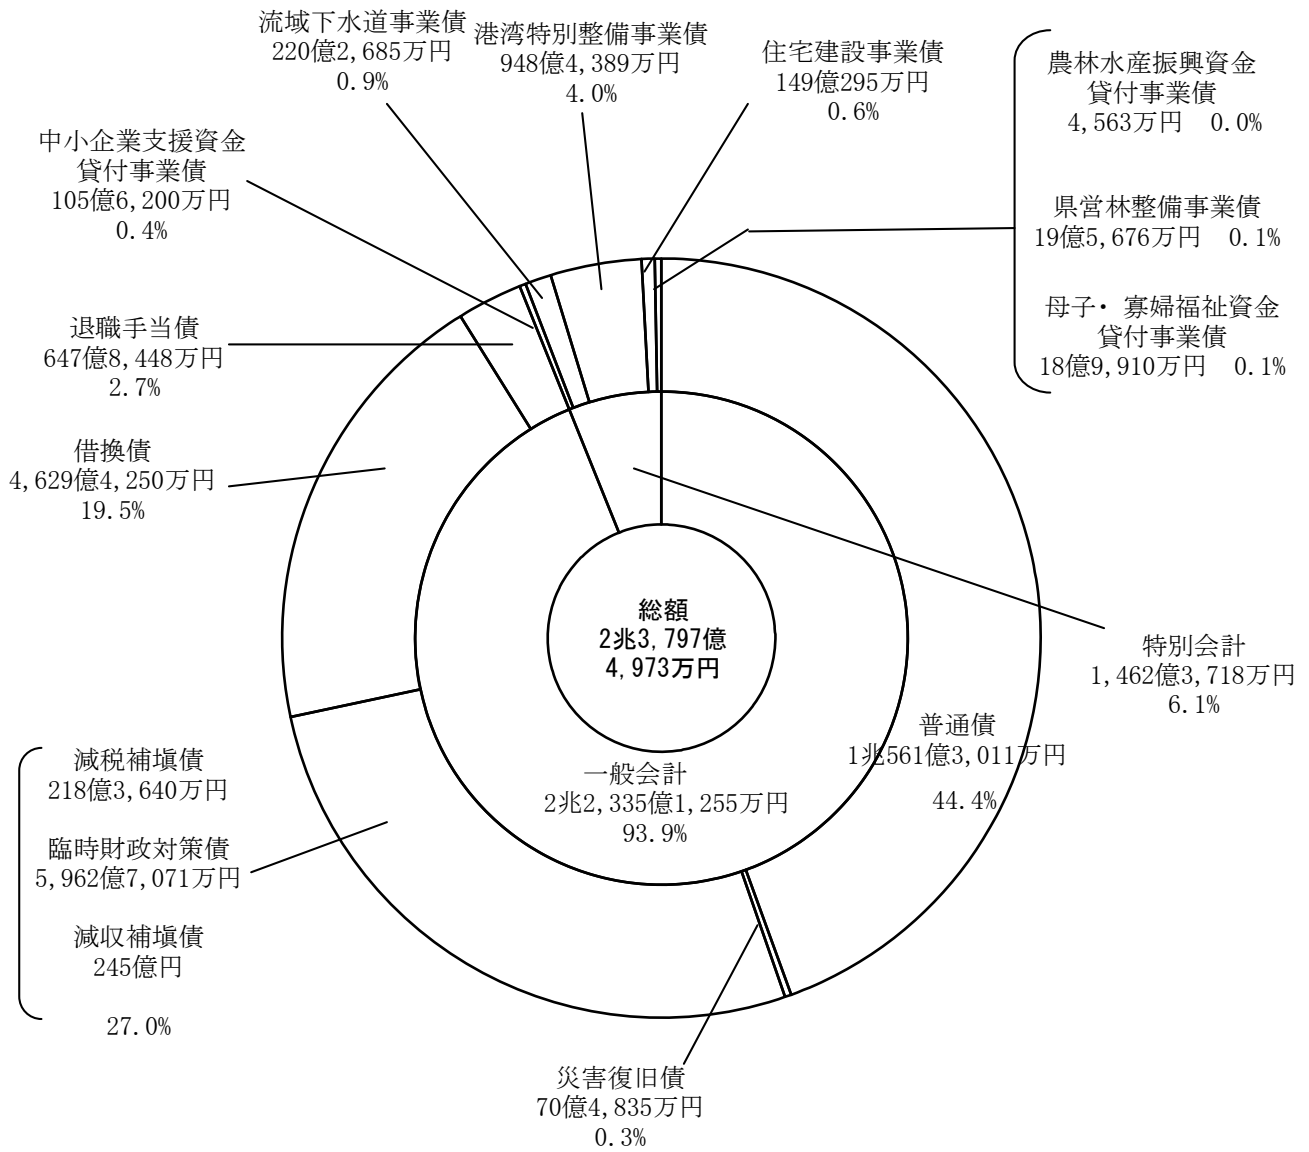 流域下水道事業債
220億2,685万円
0.9%
港湾特別整備事業債
948億4,389万円
4.0%
住宅建設事業債
149億295万円
0.6%
農林水産振興資金
貸付事業債
4,563万円 0.0%
県営林整備事業債
19億5,676万円 0.1%
母子・寡婦福祉資金
貸付事業債
18億9,910万円 0.1%
中小企業支援資金
貸付事業債
105億6,200万円
0.4%
退職手当債
647億8,448万円
2.7%
借換債
4,629億4,250万円
19.5%
総額
2兆3,797億
4,973万円
特別会計
1,462億3,718万円
6.1%
普通債
1兆561億3,011万円
44.4%
一般会計
2兆2,335億1,255万円
93.9%
減税補塡債
218億3,640万円
臨時財政対策債
5,962億7,071万円
減収補塡債
245億円
27.0%
災害復旧債
70億4,835万円
0.3%